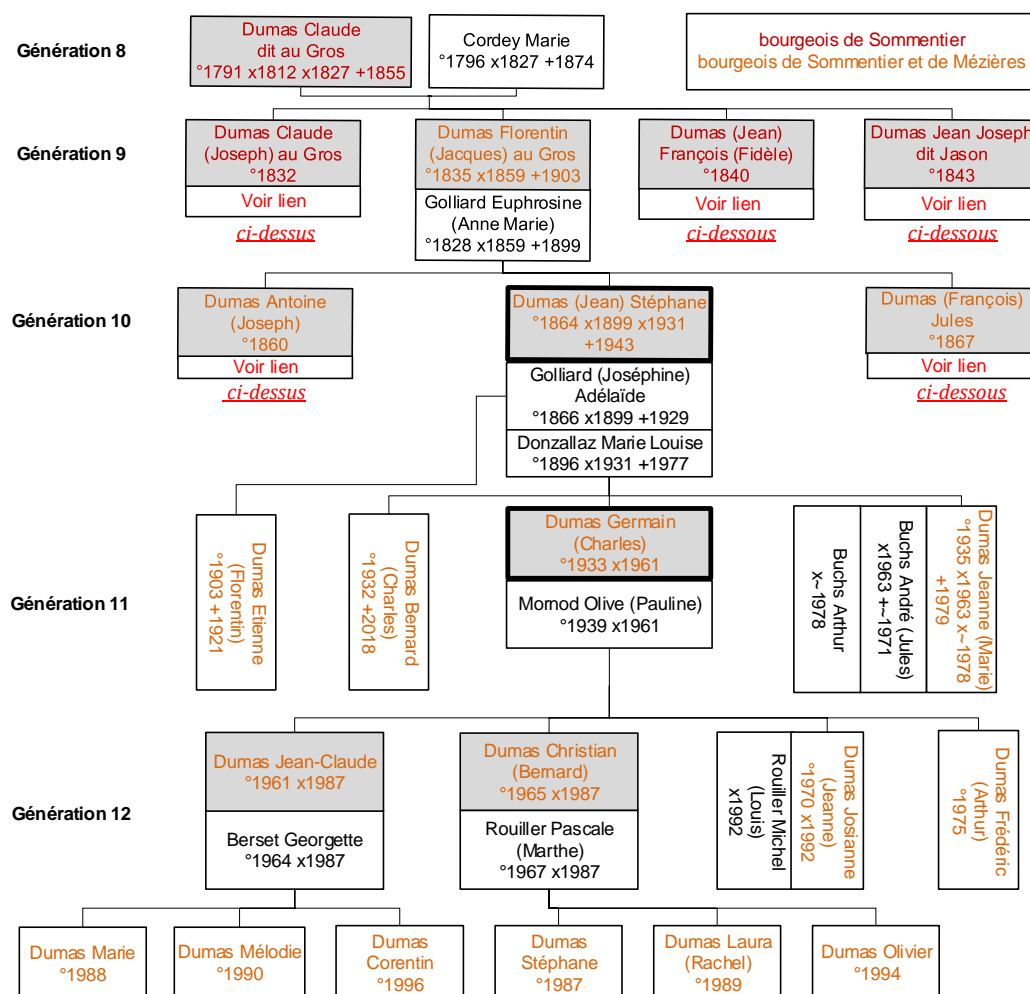 Génération 8
Dumas Claude
dit au Gros
°1791 x1812 x1827 +1855
Cordey Marie
°1796 x1827 +1874
bourgeois de Sommentier
bourgeois de Sommentier et de Mézières
Génération 9
Dumas Claude
(Joseph) au Gros
°1832
Voir lien
ci-dessus
Dumas Florentin
(Jacques) au Gros
°1835 x1859 +1903
Golliard Euphrosine
(Anne Marie)
°1828 x1859 +1899
Dumas (Jean)
François (Fidèle)
°1840
Voir lien
ci-dessous
Dumas Jean Joseph
dit Jason
°1843
Voir lien
ci-dessous
Génération 10
Dumas Antoine
(Joseph)
°1860
Voir lien
ci-dessus
Dumas (Jean) Stéphane
°1864 x1899 x1931
+1943
Golliard (Joséphine)
Adélaïde
°1866 x1899 +1929
Donzallaz Marie Louise
°1896 x1931 +1977
Dumas (François)
Jules
°1867
Voir lien
ci-dessous
Génération 11
Dumas Etienne
(Florentin)
°1903 +1921
Dumas Bernard
(Charles)
°1932 +2018
Dumas Germain
(Charles)
°1933 x1961
Mornod Olive (Pauline)
°1939 x1961
Buchs Arthur
x~1978
Buchs André (Jules)
x1963 +~1971
Dumas Jeanne (Marie)
°1935 x1963 x~1978
+1979
Génération 12
Dumas Jean-Claude
°1961 x1987
Berset Georgette
°1964 x1987
Dumas Christian
(Bernard)
°1965 x1987
Rouiller Pascale
(Marthe)
°1967 x1987
Rouiller Michel
(Louis)
x1992
Dumas Josianne
(Jeanne)
°1970 x1992
Dumas Frédéric
(Arthur)
°1975
Dumas Marie
°1988
Dumas Mélodie
°1990
Dumas
Corentin
°1996
Dumas
Stéphane
°1987
Dumas Laura
(Rachel)
°1989
Dumas Olivier
°1994